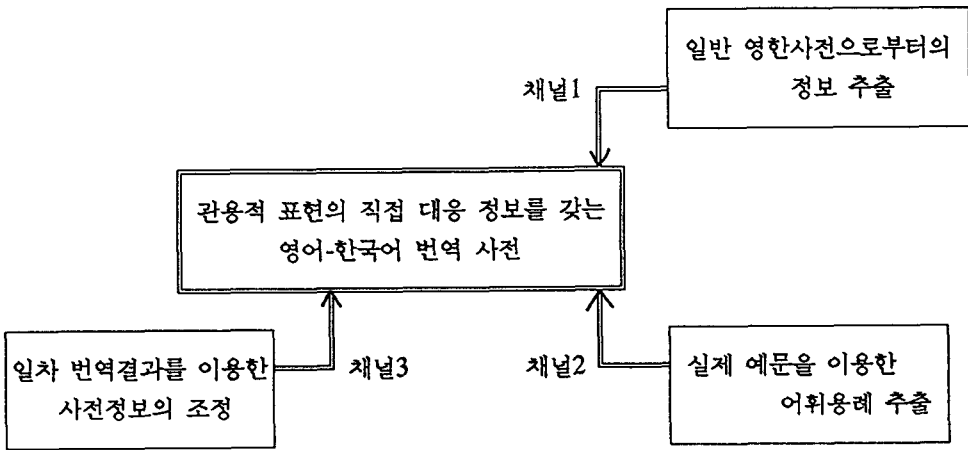 일반 영한사전으로부터의
정보 추출
채널1
관용적 표현의 직접 대응 정보를 갖는
영어-한국어 번역 사전
일차 번역결과를 이용한
사전정보의 조정
채널3
채널2
실제 예문을 이용한
어휘용례 추출